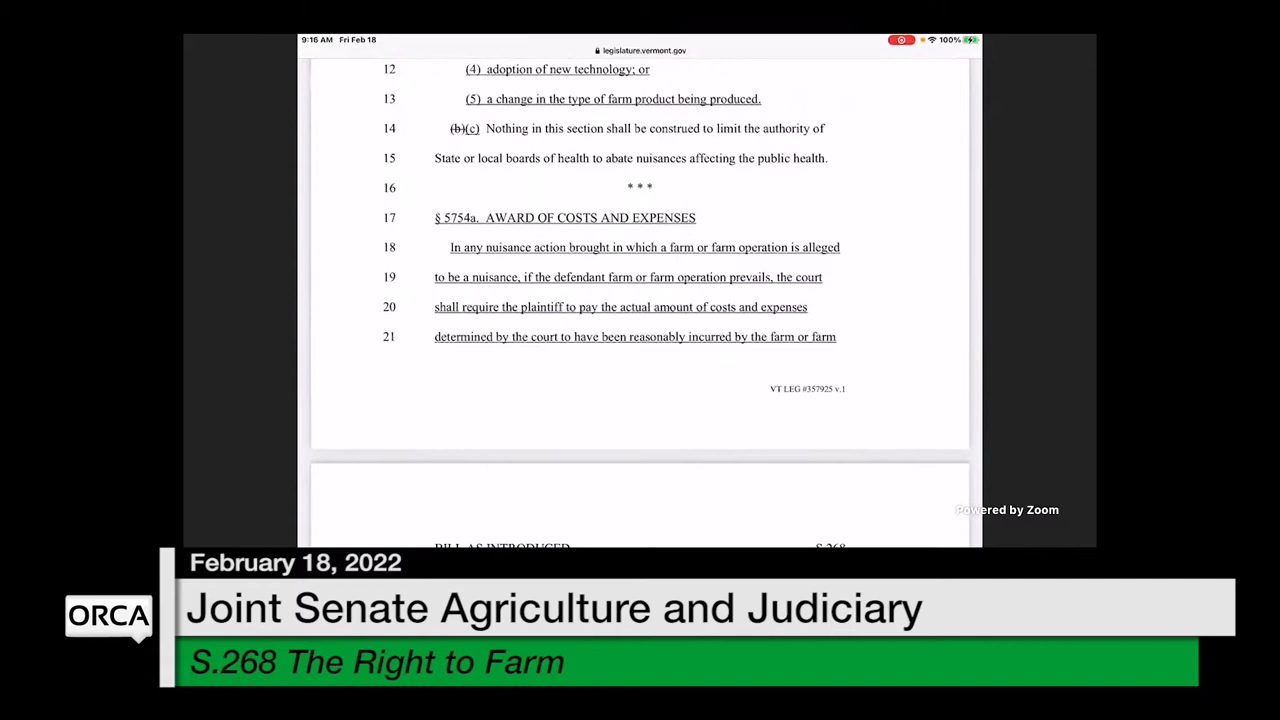 9:16 AM Fri Feb 18
100%
legislature.vermont.gov
12 (4) adoption of new technology; or
13 (5) a change in the type of farm product being produced.
14 (b)(c) Nothing in this section shall be construed to limit the authority of
15 State or local boards of health to abate nuisances affecting the public health.
16 * * *
17 § 5754a. AWARD OF COSTS AND EXPENSES
18 In any nuisance action brought in which a farm or farm operation is alleged
19 to be a nuisance, if the defendant farm or farm operation prevails, the court
20 shall require the plaintiff to pay the actual amount of costs and expenses
21 determined by the court to have been reasonably incurred by the farm or farm
VT LEG #357925 v.1
Powered by Zoom
BILL AS INTRODUCED S.268
February 18, 2022
ORCA
Joint Senate Agriculture and Judiciary
S.268 The Right to Farm